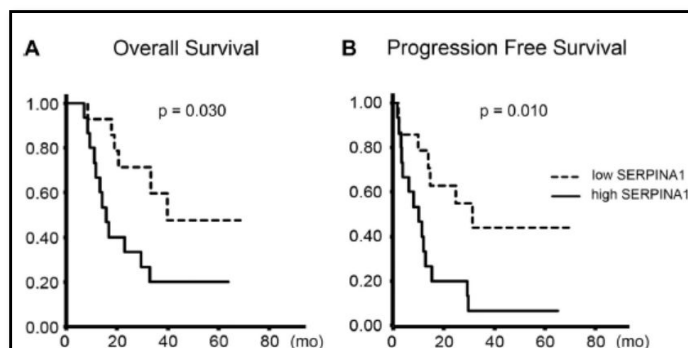 A Overall Survival
B Progression Free Survival
1.00
0.80
0.60
0.40
0.20
0.00
p = 0.030
0 20 40 60 80 (mo)
1.00
0.80
0.60
0.40
0.20
0.00
p = 0.010
low SERPINA1
high SERPINA1
0 20 40 60 80 (mo)